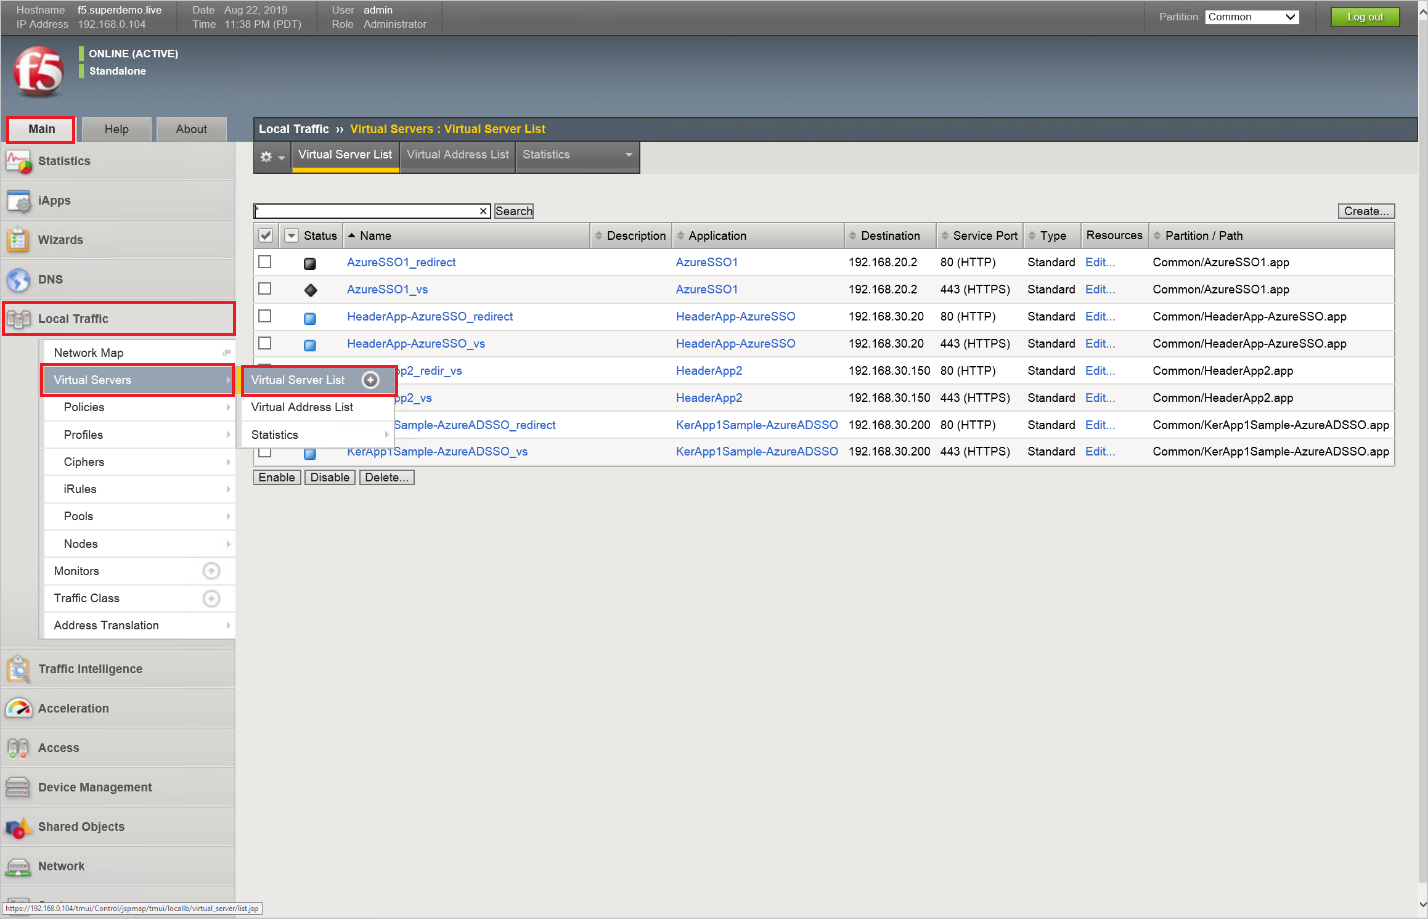 Hostname f5.superdemo.live Date Aug 22, 2019 User admin
IP Address 192.168.0.104 Time 11:38 PM (PDT) Role Administrator
Partition: Common Log out
f5
ONLINE (ACTIVE)
Standalone
Main Help About
Local Traffic ›› Virtual Servers : Virtual Server List
Virtual Server List Virtual Address List Statistics
Statistics
iApps
Wizards
DNS
Local Traffic
Network Map
Virtual Servers
Policies
Profiles
Ciphers
iRules
Pools
Nodes
Monitors
Traffic Class
Address Translation
Traffic Intelligence
Acceleration
Access
Device Management
Shared Objects
Network
https://192.168.0.104/tmui/Control/jspmap/tmui/locallb/virtual_server/list.jsp
Virtual Server List
Virtual Address List
Statistics
* Search Create...
Status Name Description Application Destination Service Port Type Resources Partition / Path
AzureSSO1_redirect AzureSSO1 192.168.20.2 80 (HTTP) Standard Edit... Common/AzureSSO1.app
AzureSSO1_vs AzureSSO1 192.168.20.2 443 (HTTPS) Standard Edit... Common/AzureSSO1.app
HeaderApp-AzureSSO_redirect HeaderApp-AzureSSO 192.168.30.20 80 (HTTP) Standard Edit... Common/HeaderApp-AzureSSO.app
HeaderApp-AzureSSO_vs HeaderApp-AzureSSO 192.168.30.20 443 (HTTPS) Standard Edit... Common/HeaderApp-AzureSSO.app
pp2_redir_vs HeaderApp2 192.168.30.150 80 (HTTP) Standard Edit... Common/HeaderApp2.app
pp2_vs HeaderApp2 192.168.30.150 443 (HTTPS) Standard Edit... Common/HeaderApp2.app
Sample-AzureADSSO_redirect KerApp1Sample-AzureADSSO 192.168.30.200 80 (HTTP) Standard Edit... Common/KerApp1Sample-AzureADSSO.app
KerApp1Sample-AzureADSSO_vs KerApp1Sample-AzureADSSO 192.168.30.200 443 (HTTPS) Standard Edit... Common/KerApp1Sample-AzureADSSO.app
Enable Disable Delete...